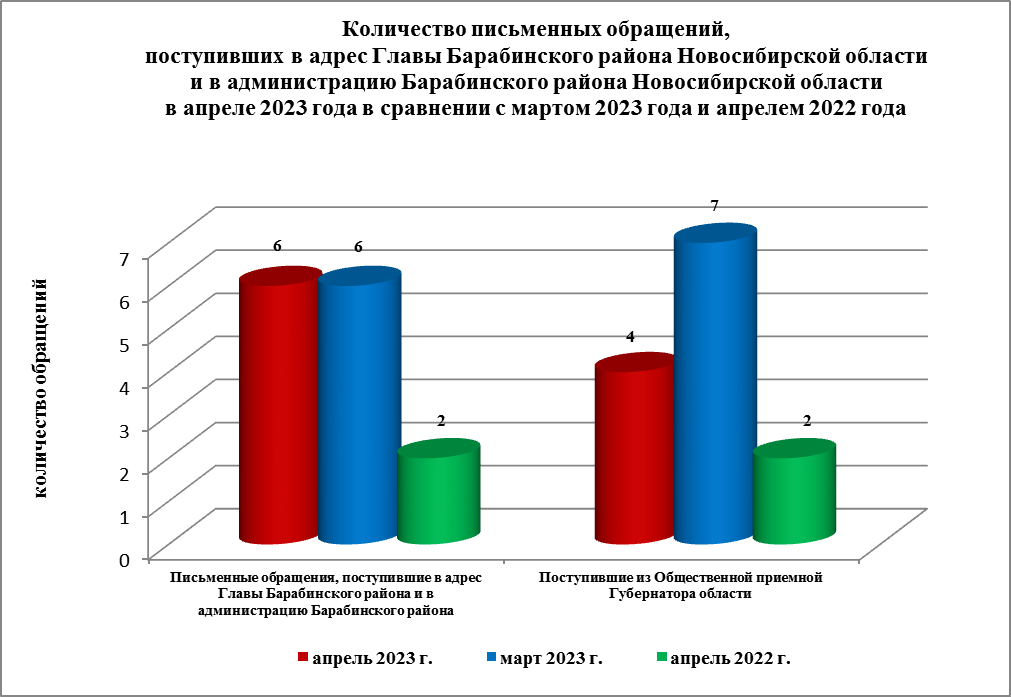 Количество письменных обращений,
поступивших в адрес Главы Барабинского района Новосибирской области
и в администрацию Барабинского района Новосибирской области
в апреле 2023 года в сравнении с мартом 2023 года и апрелем 2022 года
количество обращений
7
6
5
4
3
2
1
0
6
6
2
4
7
2
Письменные обращения, поступившие в адрес
Главы Барабинского района и в
администрацию Барабинского района
Поступившие из Общественной приемной
Губернатора области
апрель 2023 г.
март 2023 г.
апрель 2022 г.